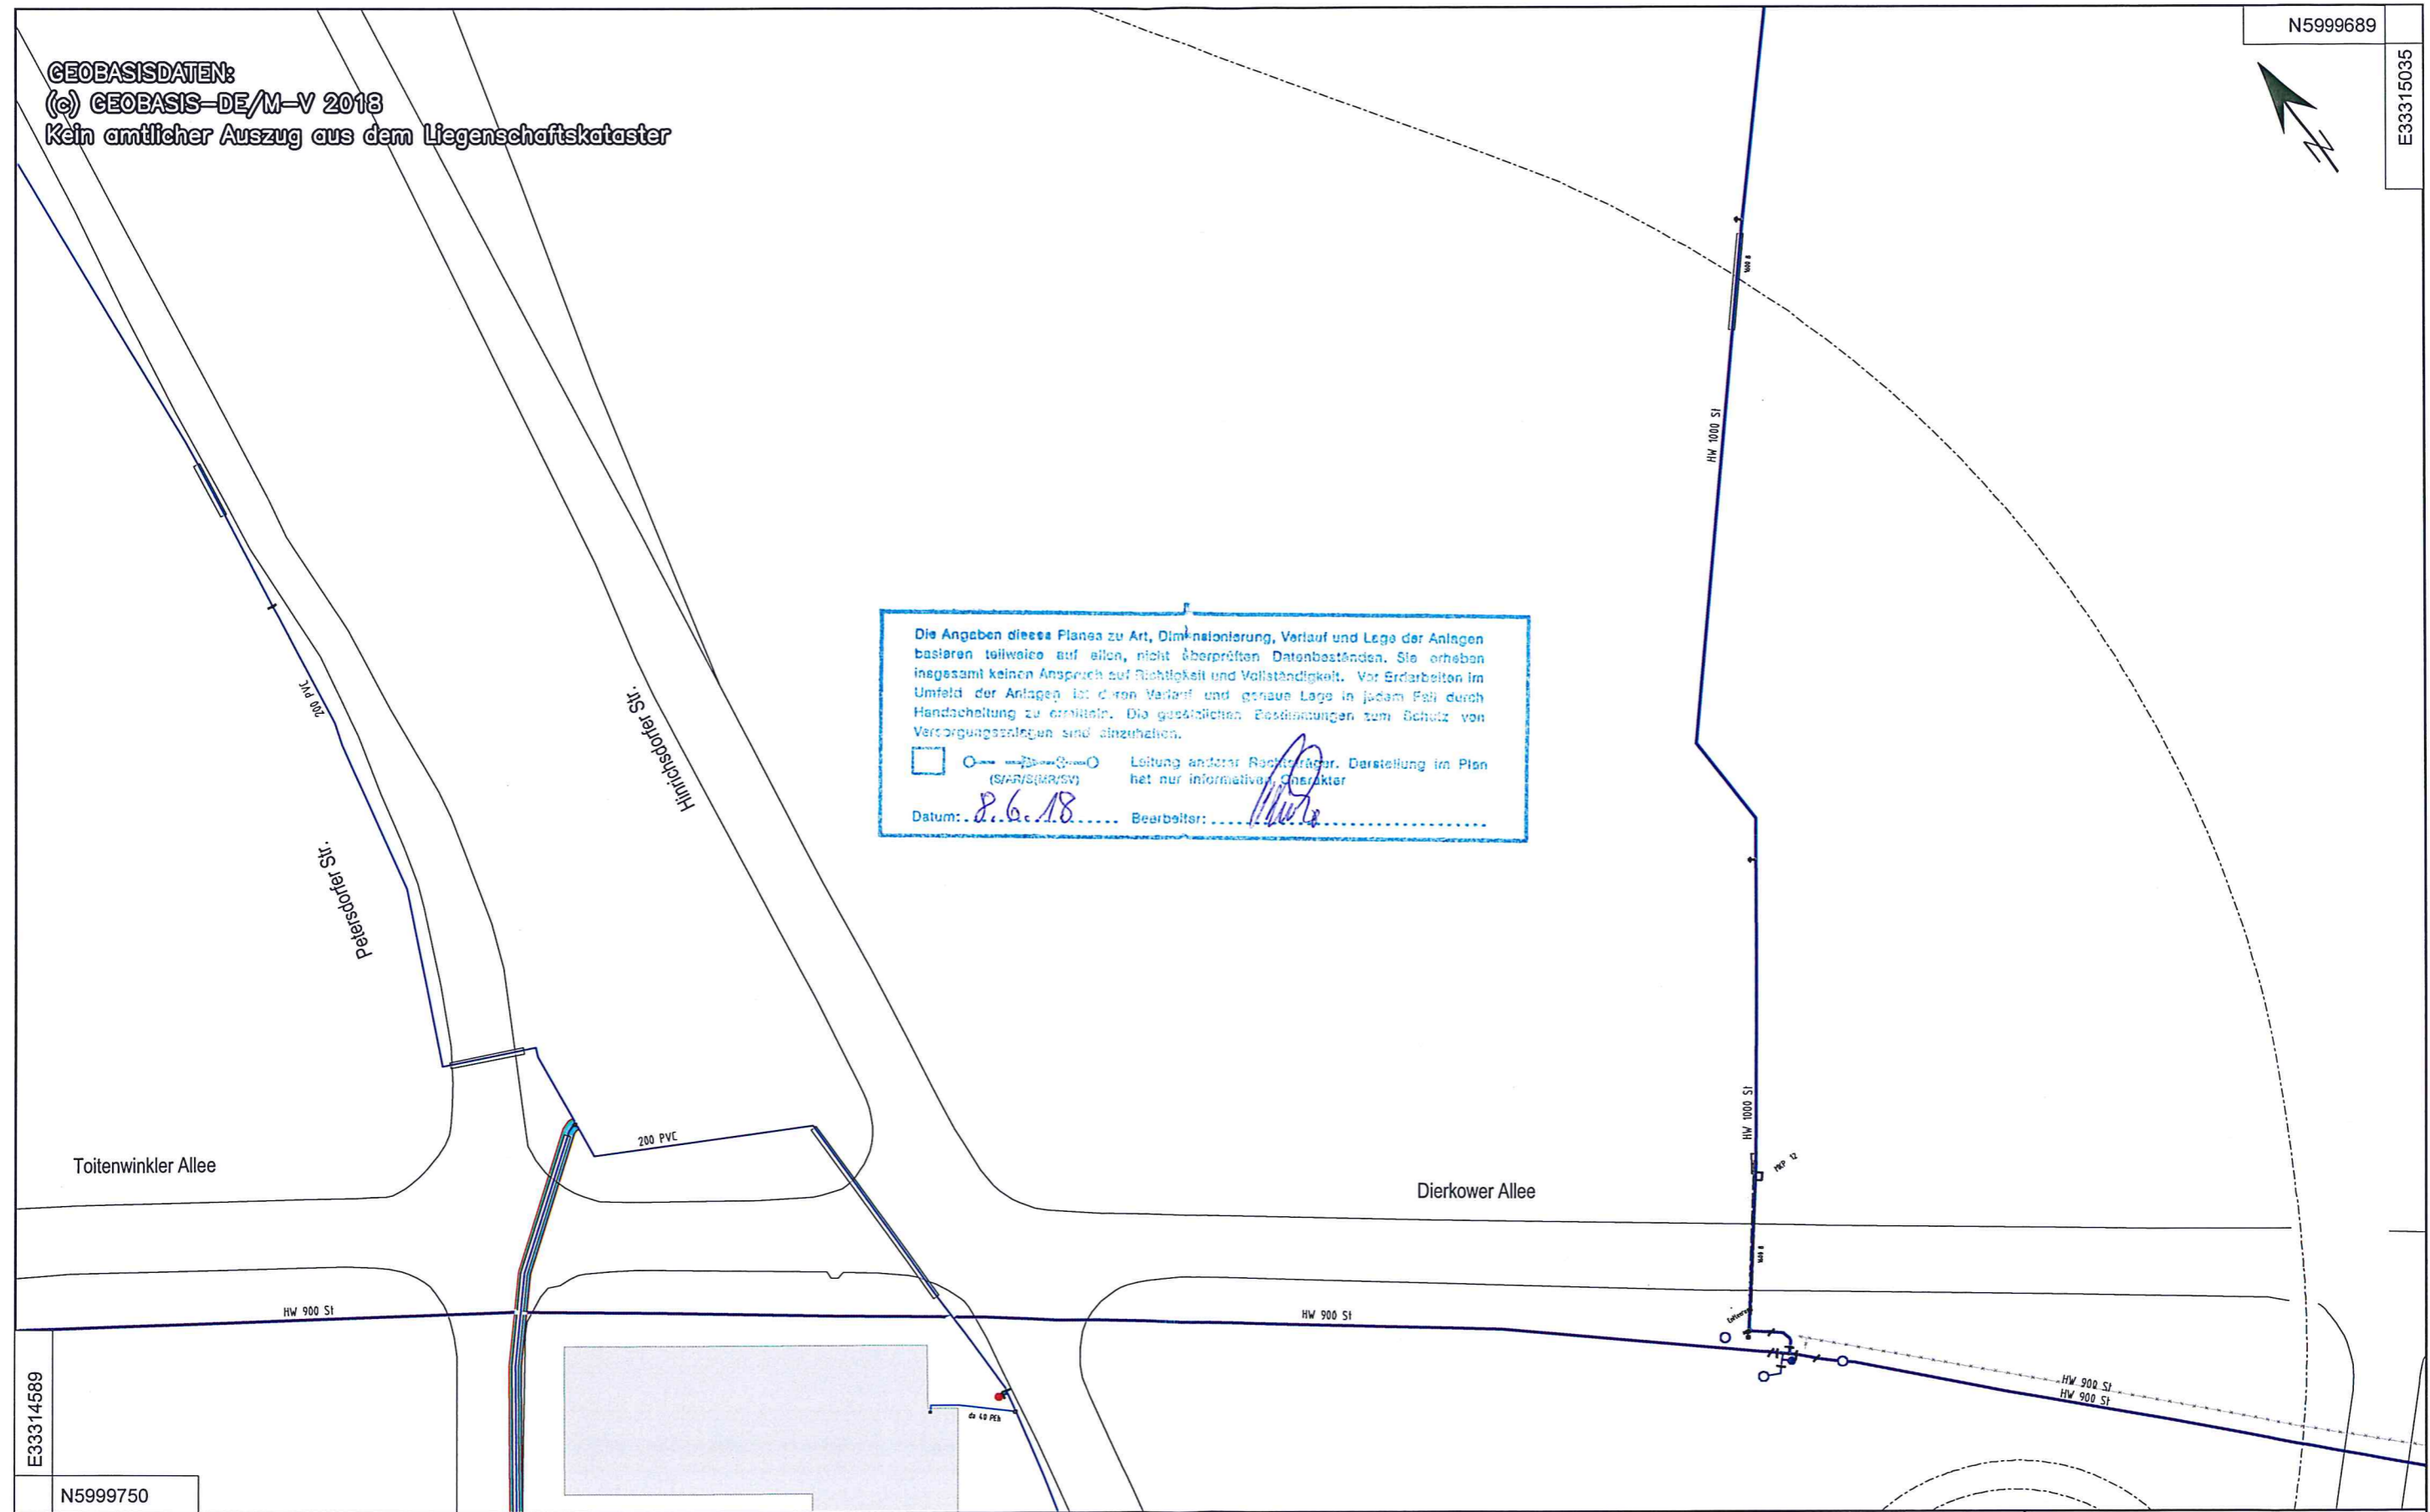 N5999689
E33315035
GEOBASISDATEN:
(c) GEOBASIS-DE/M-V 2018
Kein amtlicher Auszug aus dem Liegenschaftskataster
HW 1000 St
Die Angaben dieses Planes zu Art, Dimensionierung, Verlauf und Lage der Anlagen
basieren teilweise auf alten, nicht überprüften Datenbeständen. Sie erheben
insgesamt keinen Anspruch auf Richtigkeit und Vollständigkeit. Vor Erdarbeiten im
Umfeld der Anlagen ist deren Verlauf und genaue Lage in jedem Fall durch
Handschaltung zu ermitteln. Die gesetzlichen Bestimmungen zum Schutz von
Versorgungsanlagen sind einzuhalten.
Leitung anderer Rechtsträger. Darstellung im Plan
(S/AR/S(MR/SV)
hat nur informativen Charakter
Datum: 8.6.18 Bearbeiter:
200 PVC
Hinrichsdorfer Str.
Petersdorfer Str.
200 PVC
HW 1000 St
Toitenwinkler Allee
Dierkower Allee
HW 900 St
HW 900 St
HW 900 St
HW 900 St
da 40 PEh
E33314589
N5999750